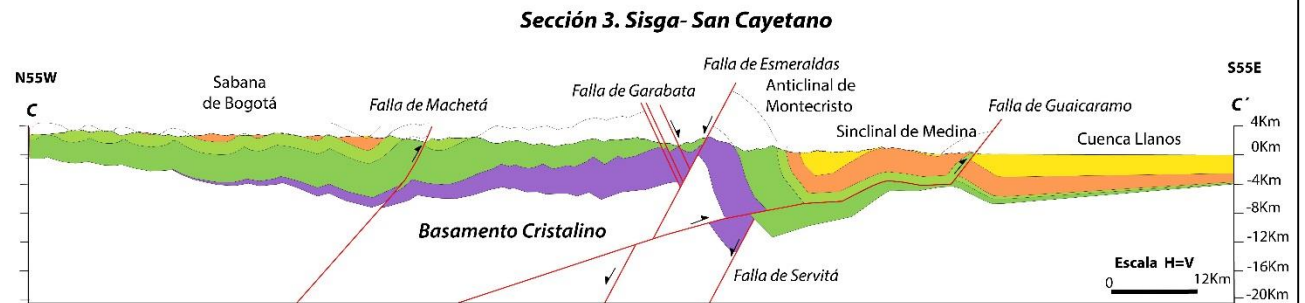 Sección 3. Sisga- San Cayetano
N55W
C
Sabana
de Bogotá
Falla de Machetá
Falla de Garabata
Falla de Esmeraldas
Anticlinal de
Montecristo
Sinclinal de Medina
Falla de Guaicaramo
Cuenca Llanos
S55E
C´
4Km
0Km
-4Km
-8Km
-12Km
-16Km
-20Km
Basamento Cristalino
Falla de Servitá
Escala H=V
0 12Km